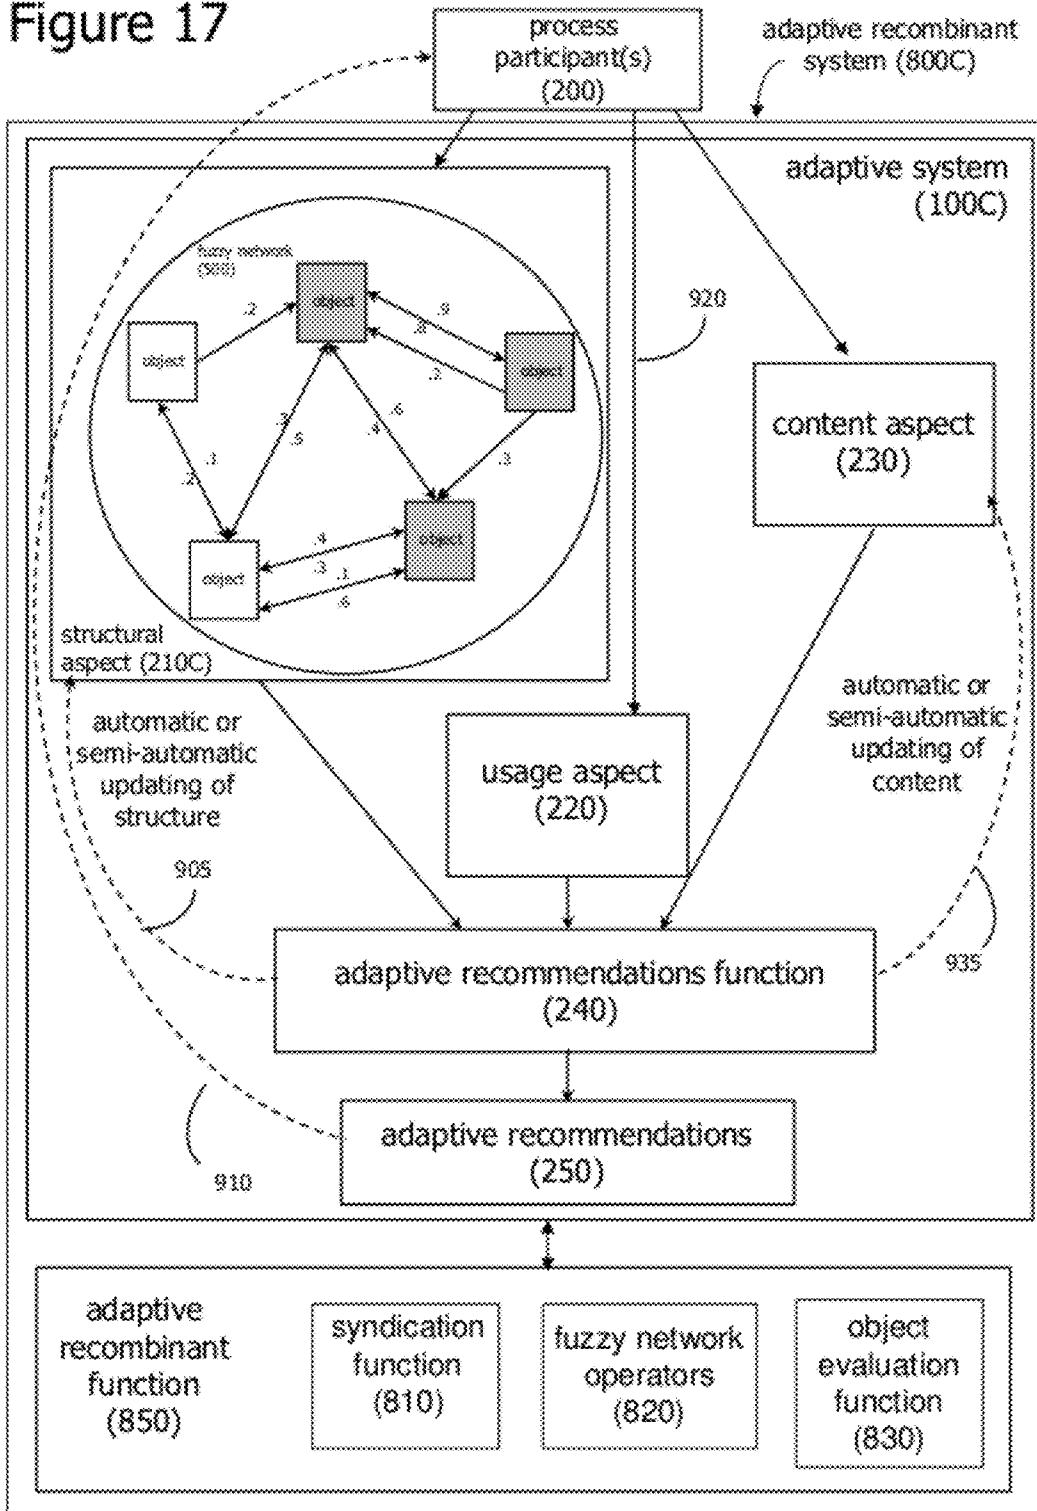 Figure 17
process
participant(s)
(200)
adaptive recombinant
system (800C)
adaptive system
(100C)
fuzzy network
object
.2
.9
.8
object
.2
object
920
.6
.4
.5
.1
.2
.3
content aspect
(230)
.4
.3
.1
.6
object
object
structural
aspect (210C)
automatic or
semi-automatic
updating of
structure
usage aspect
(220)
automatic or
semi-automatic
updating of
content
905
935
adaptive recommendations function
(240)
adaptive recommendations
(250)
910
adaptive
recombinant
function
(850)
syndication
function
(810)
fuzzy network
operators
(820)
object
evaluation
function
(830)